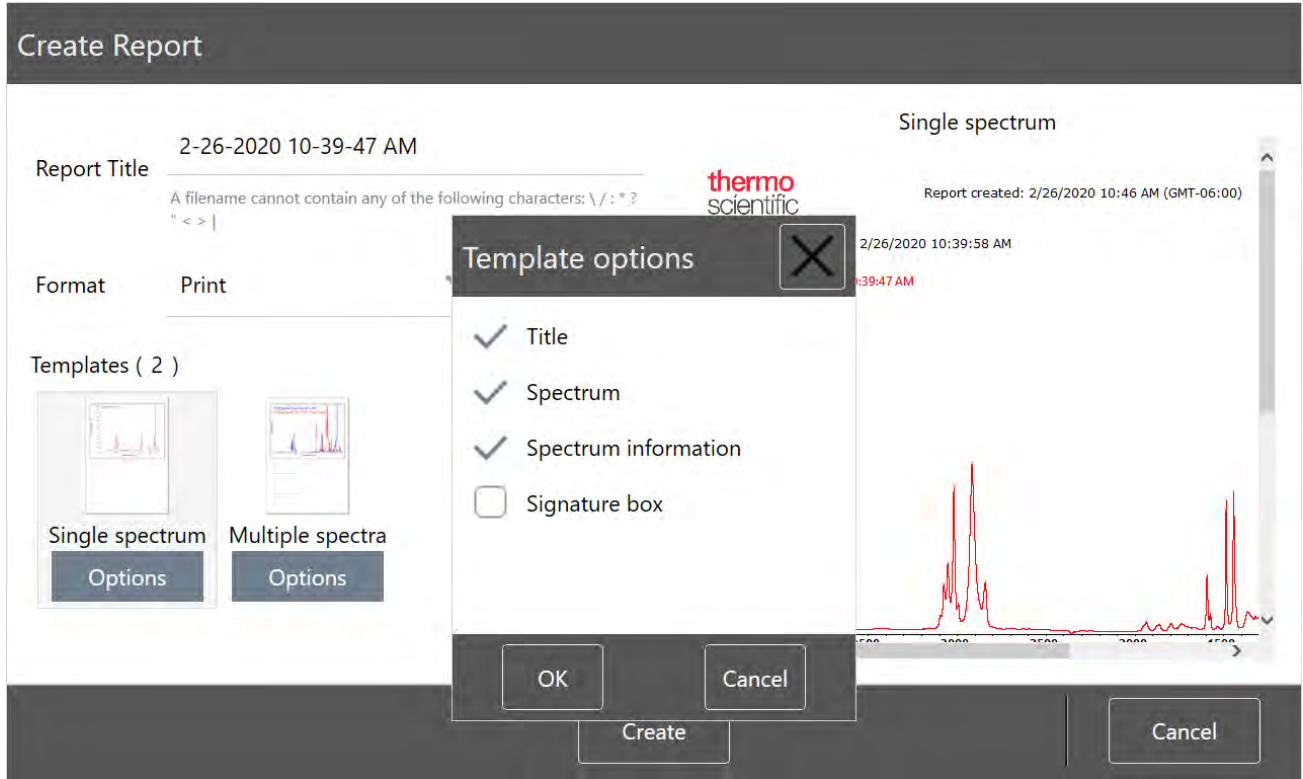 Create Report
Report Title
2-26-2020 10-39-47 AM
A filename cannot contain any of the following characters: \ / : * ?
" < > |
Format
Print
Templates ( 2 )
Single spectrum
Options
Multiple spectra
Options
Single spectrum
thermo
scientific
Report created: 2/26/2020 10:46 AM (GMT-06:00)
2/26/2020 10:39:58 AM
:39:47 AM
Template options
Title
Spectrum
Spectrum information
Signature box
OK
Cancel
Create
Cancel